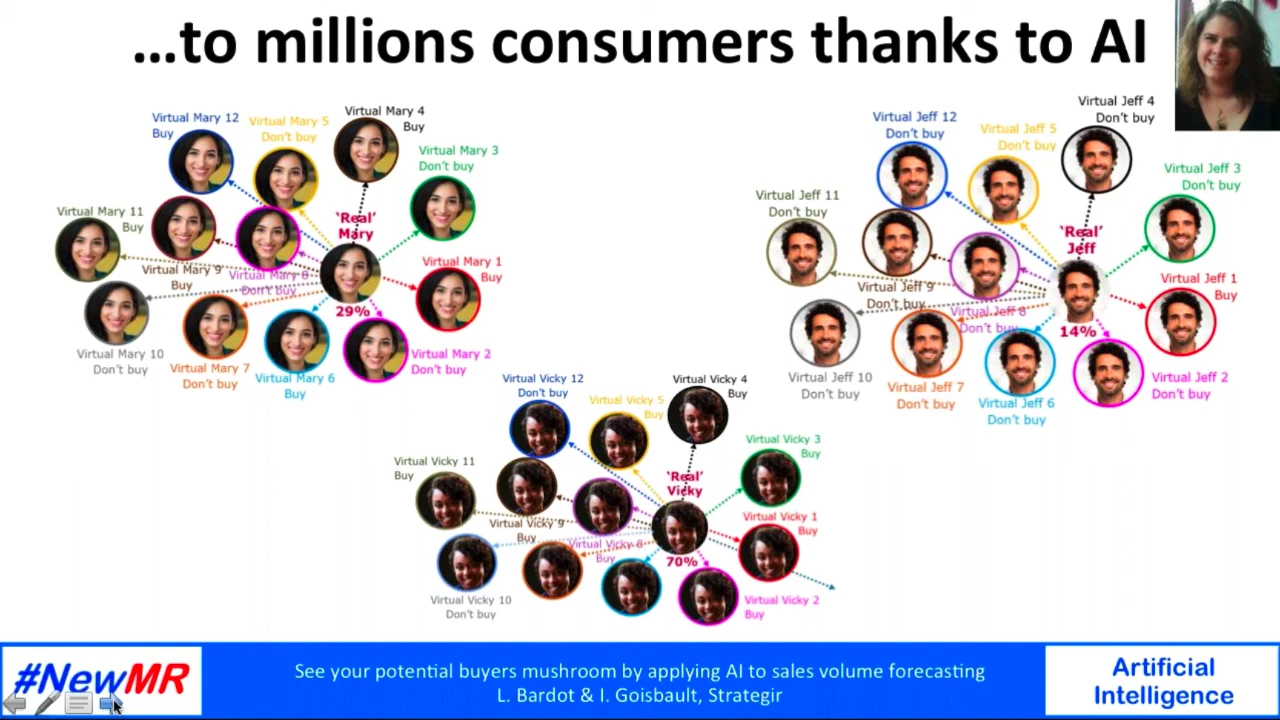 ...to millions consumers thanks to AI
Virtual Mary 12
Buy
Virtual Mary 5
Don't buy
Virtual Mary 4
Buy
Virtual Mary 3
Don't buy
Virtual Mary 11
Buy
'Real'
Mary
Virtual Mary 9
Buy
Virtual Mary 8
Don't buy
Virtual Mary 1
Buy
29%
Virtual Mary 10
Don't buy
Virtual Mary 7
Don't buy
Virtual Mary 6
Buy
Virtual Mary 2
Don't buy
Virtual Jeff 12
Don't buy
Virtual Jeff 5
Don't buy
Virtual Jeff 4
Don't buy
Virtual Jeff 3
Don't buy
Virtual Jeff 11
Don't buy
'Real'
Jeff
Virtual Jeff 9
Don't buy
Virtual Jeff 8
Don't buy
Virtual Jeff 1
Buy
14%
Virtual Jeff 10
Don't buy
Virtual Jeff 7
Don't buy
Virtual Jeff 6
Don't buy
Virtual Jeff 2
Don't buy
Virtual Vicky 12
Don't buy
Virtual Vicky 5
Buy
Virtual Vicky 4
Buy
Virtual Vicky 3
Buy
Virtual Vicky 11
Buy
'Real'
Vicky
Virtual Vicky 9
Buy
Virtual Vicky 8
Buy
Virtual Vicky 1
Buy
70%
Virtual Vicky 10
Don't buy
Virtual Vicky 2
Buy
#NewMR
See your potential buyers mushroom by applying AI to sales volume forecasting
L. Bardot & I. Goisbault, Strategir
Artificial
Intelligence